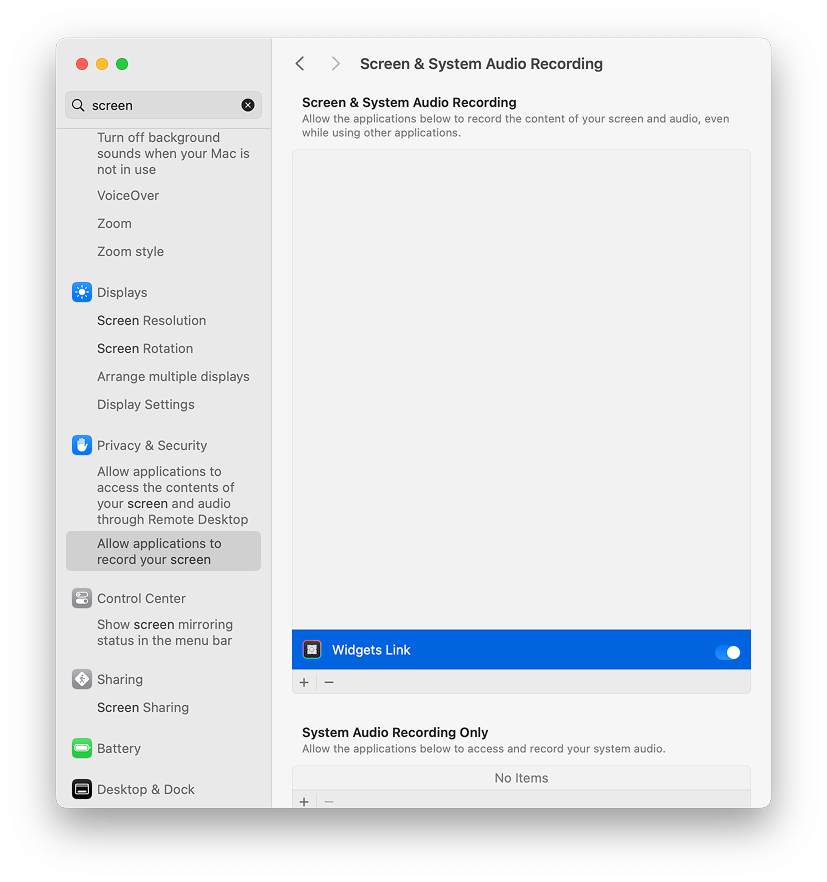 screen
Turn off background
sounds when your Mac is
not in use
VoiceOver
Zoom
Zoom style
Displays
Screen Resolution
Screen Rotation
Arrange multiple displays
Display Settings
Privacy & Security
Allow applications to
access the contents of
your screen and audio
through Remote Desktop
Allow applications to
record your screen
Control Center
Show screen mirroring
status in the menu bar
Sharing
Screen Sharing
Battery
Desktop & Dock
Screen & System Audio Recording
Screen & System Audio Recording
Allow the applications below to record the content of your screen and audio, even
while using other applications.
Widgets Link
System Audio Recording Only
Allow the applications below to access and record your system audio.
No Items